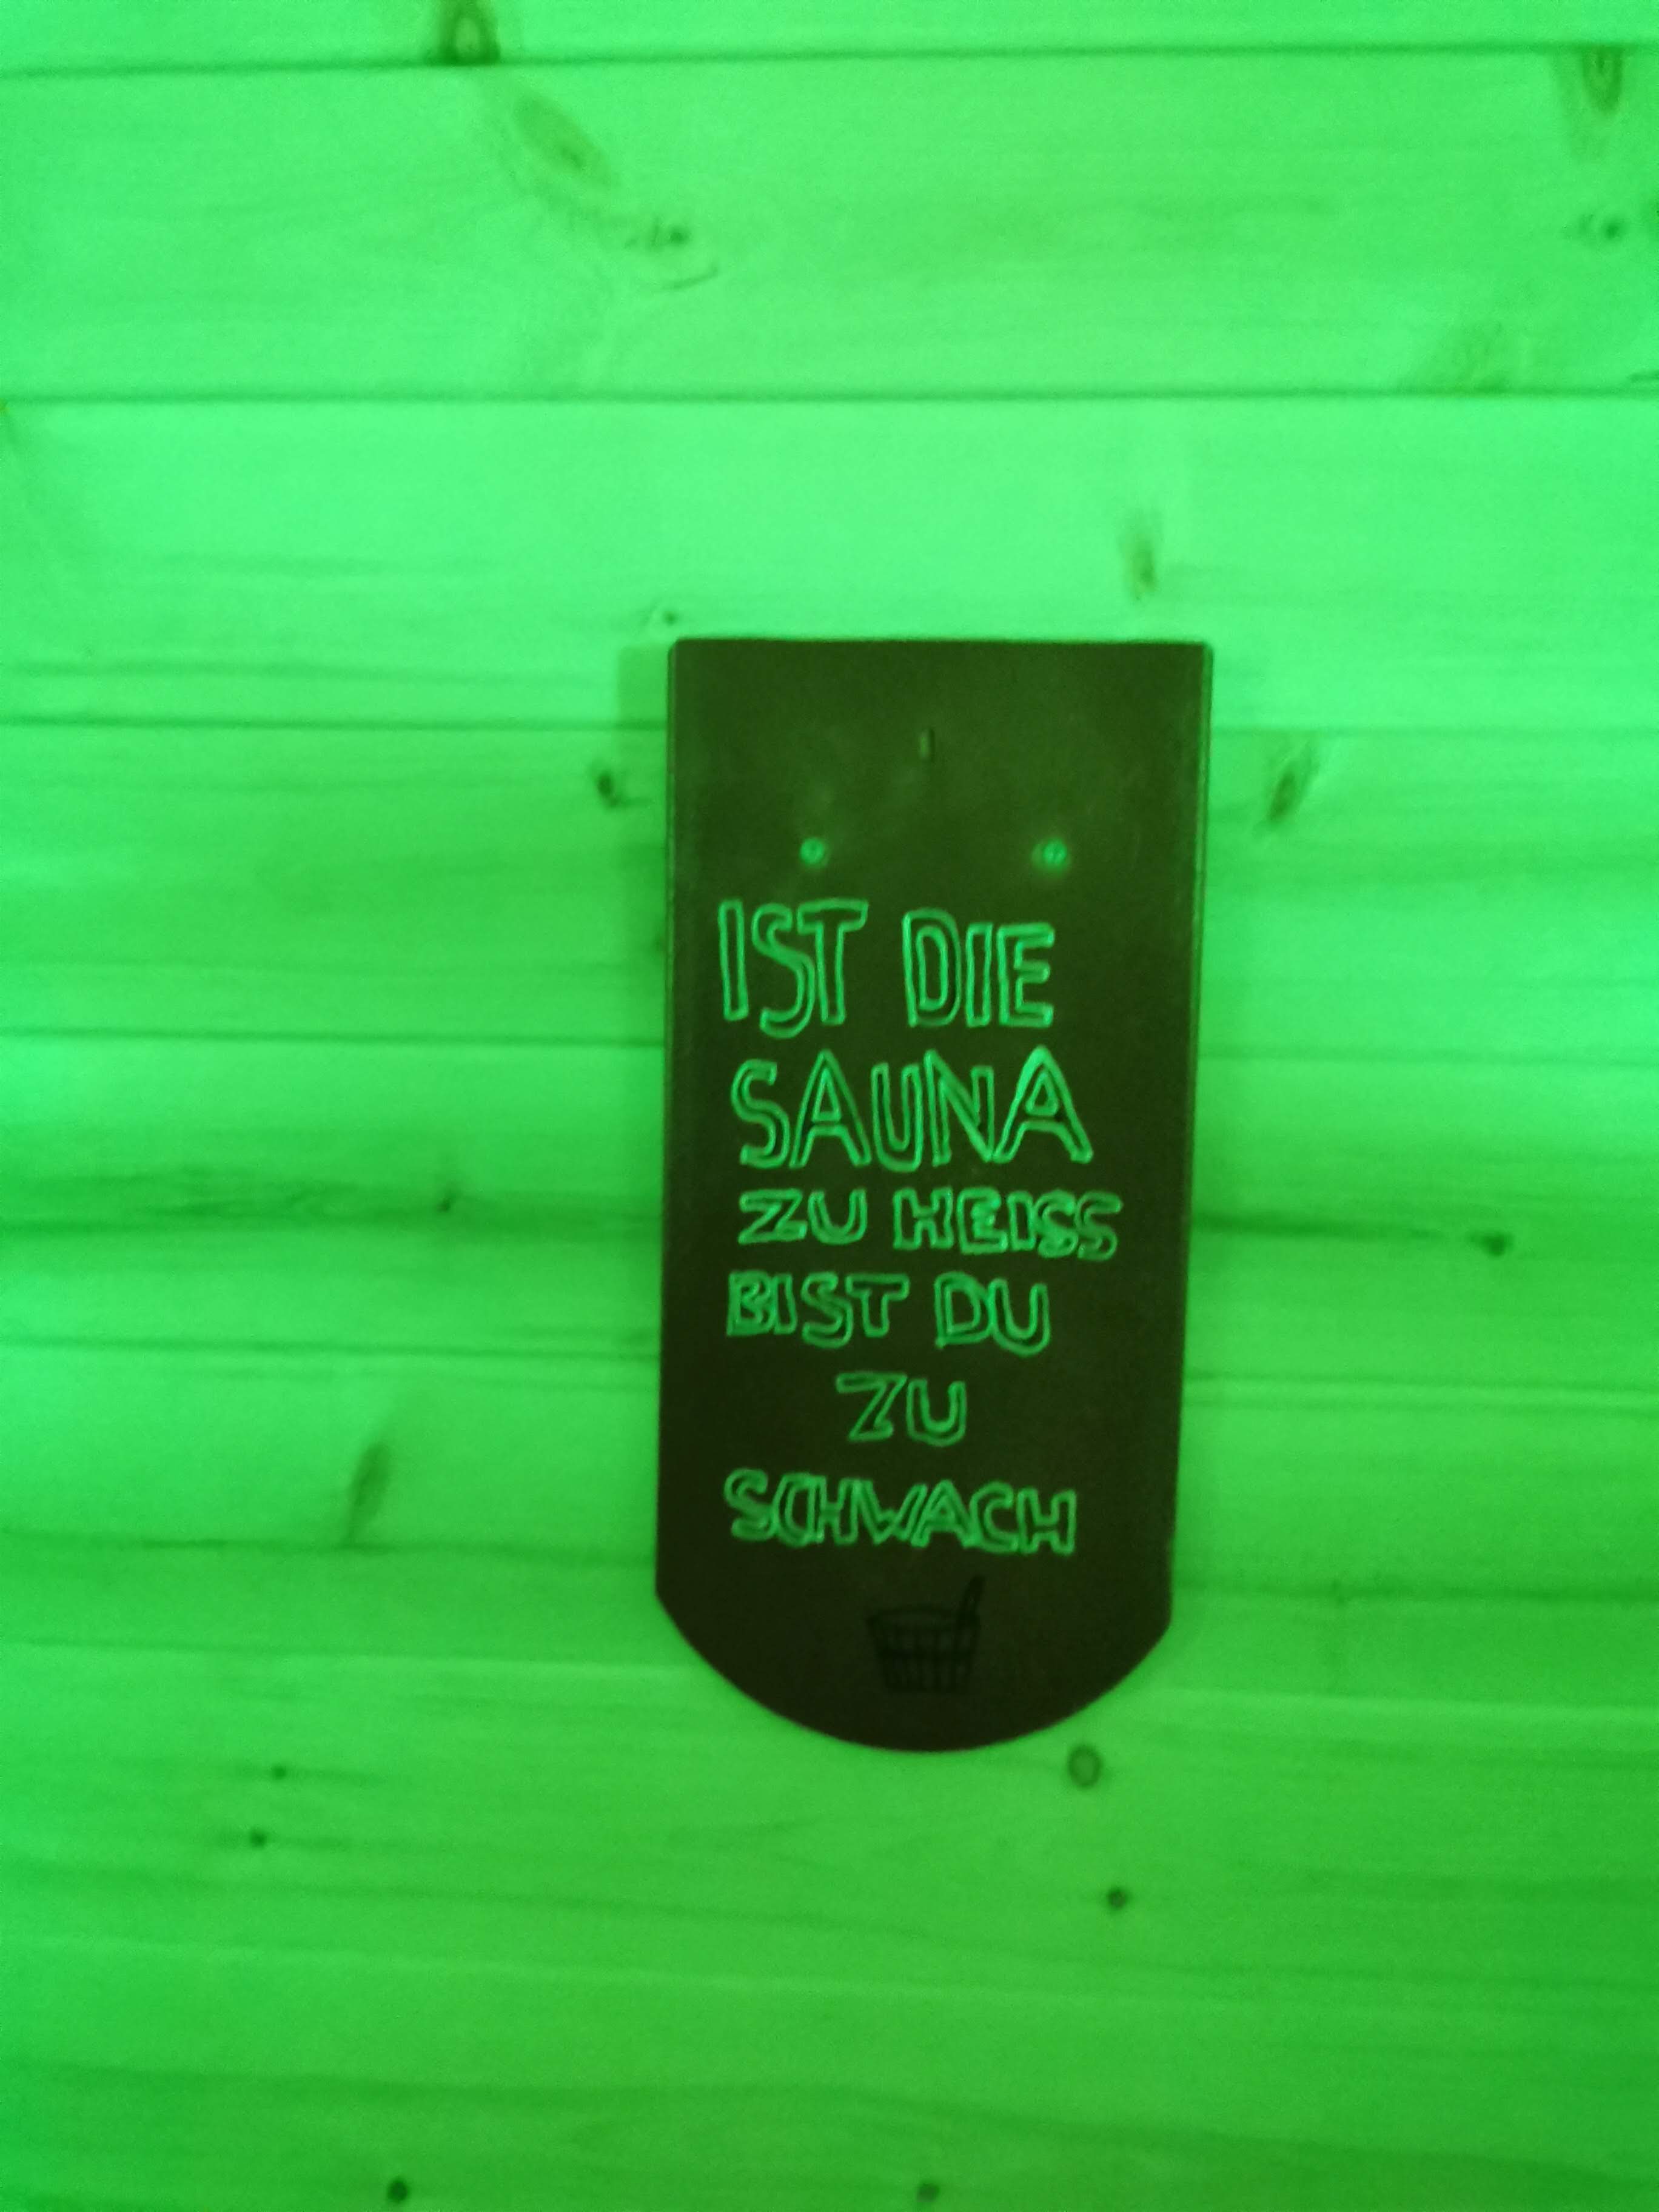 IST DIE
SAUNA
ZU HEISS
BIST DU
ZU
SCHWACH